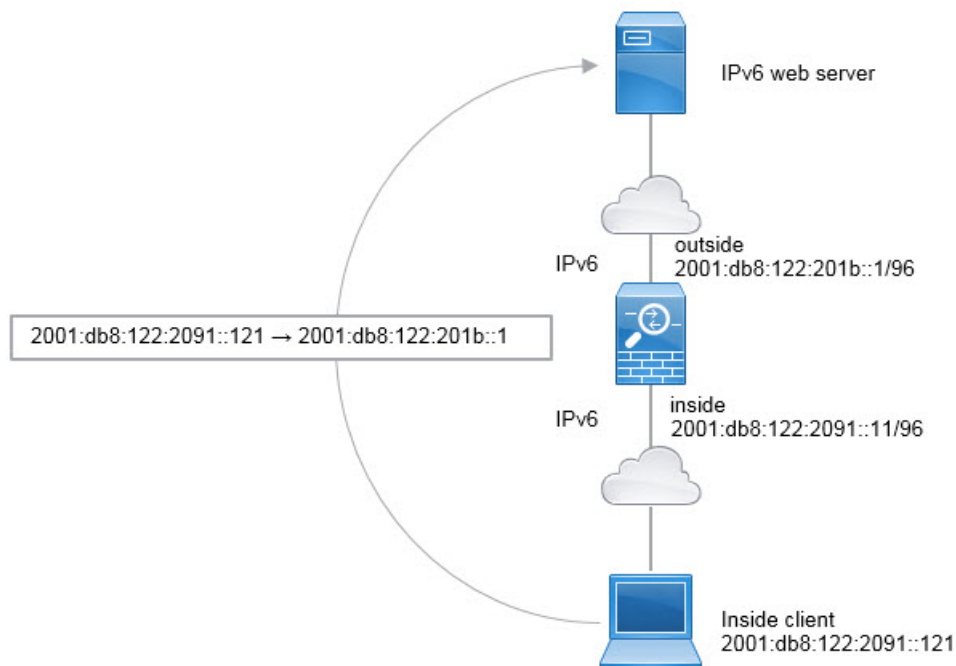 IPv6 web server
outside
IPv6
2001:db8:122:201b::1/96
2001:db8:122:2091::121 → 2001:db8:122:201b::1
inside
IPv6
2001:db8:122:2091::11/96
Inside client
2001:db8:122:2091::121